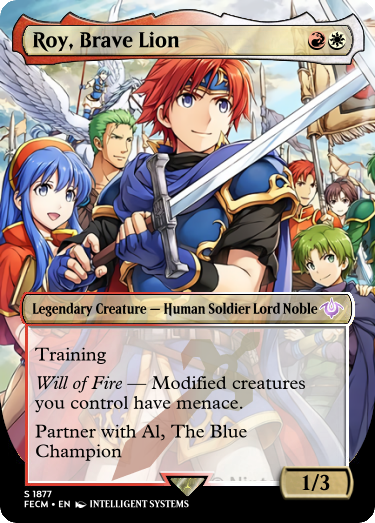 Roy, Brave Lion
Legendary Creature — Human Soldier Lord Noble
Training
Will of Fire — Modified creatures
you control have menace.
Partner with Al, The Blue
Champion
1/3
S 1877
FECM • EN INTELLIGENT SYSTEMS